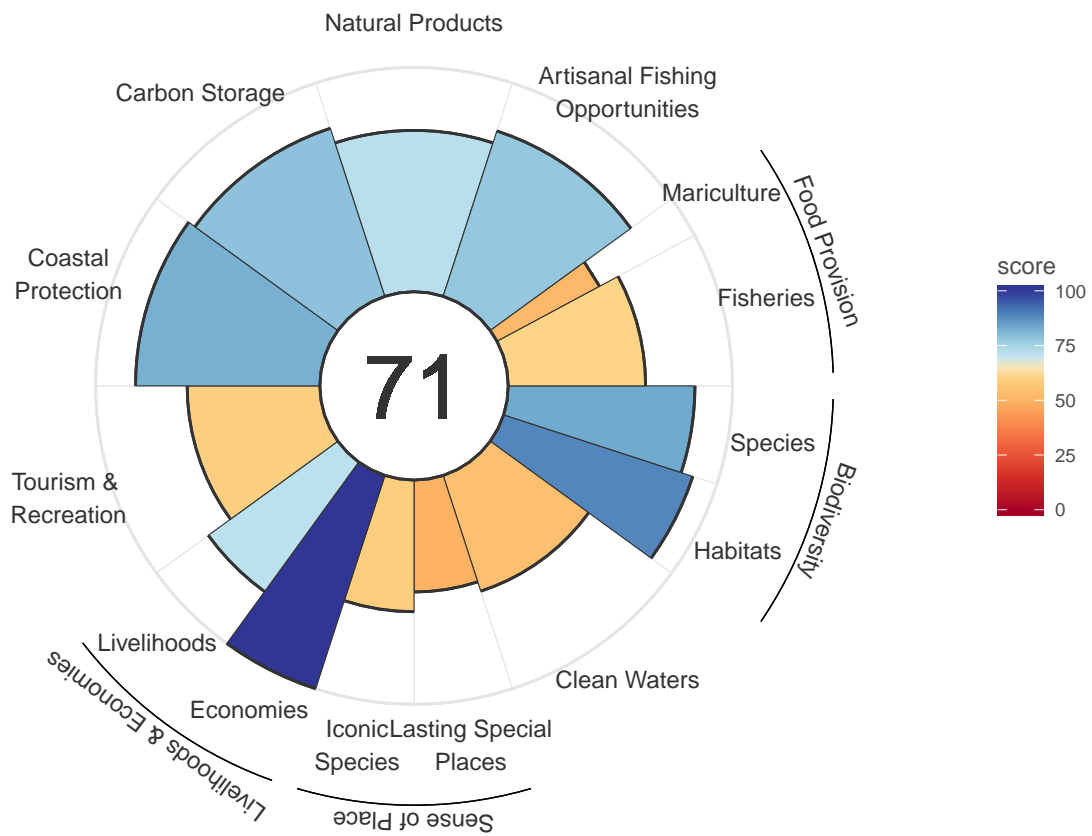 Natural Products
Carbon Storage
Artisanal Fishing
Opportunities
Mariculture
Food Provision
Coastal
Protection
Fisheries
score
100
75
50
25
0
71
Species
Biodiversity
Tourism &
Recreation
Habitats
Livelihoods
Clean Waters
Livelihoods & Economies
Economies
Iconic
Species
Lasting Special
Places
Sense of Place